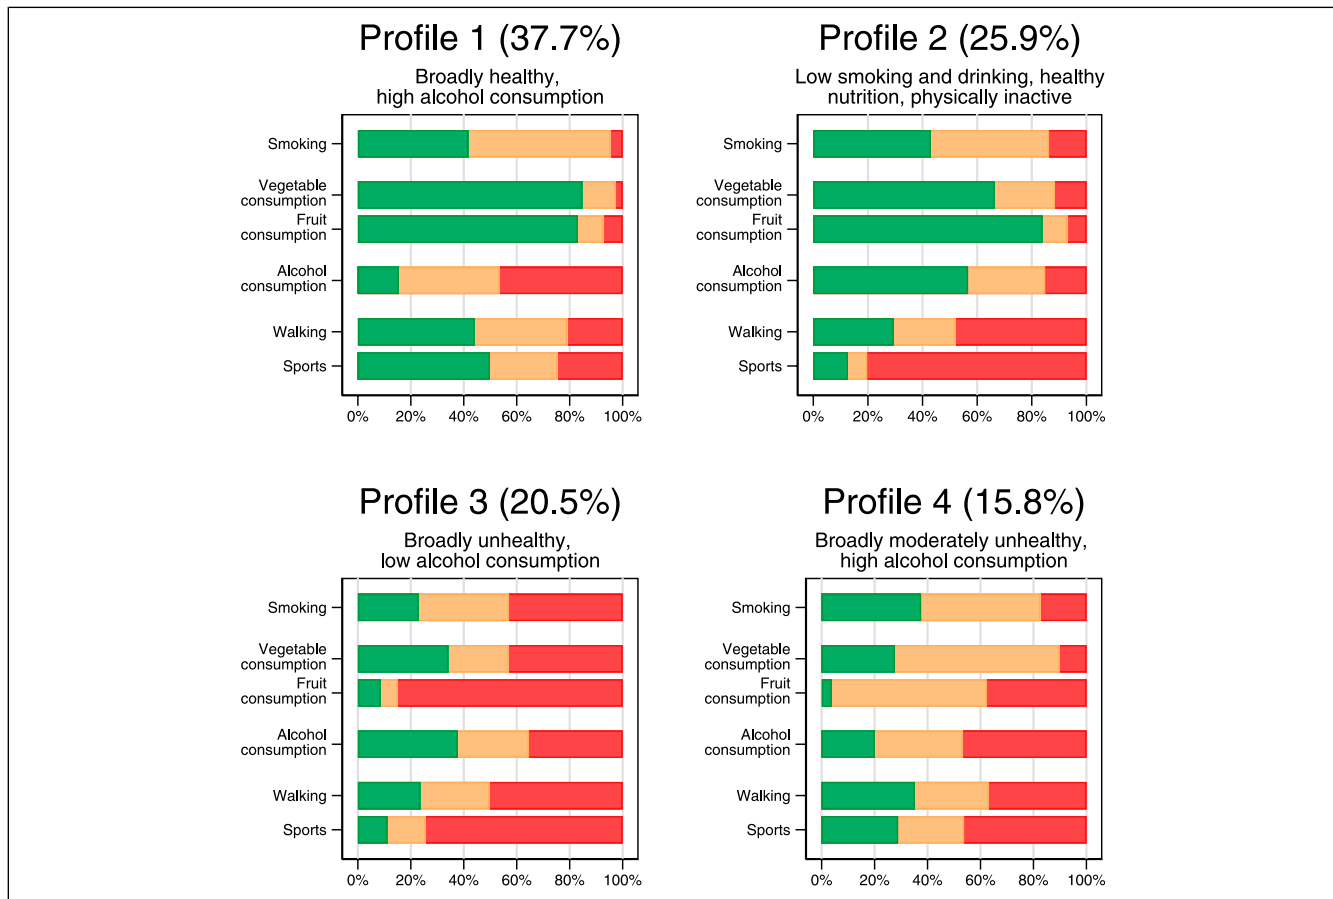 Profile 1 (37.7%)
Broadly healthy,
high alcohol consumption
Smoking
Vegetable
consumption
Fruit
consumption
Alcohol
consumption
Walking
Sports
0% 20% 40% 60% 80% 100%
Profile 2 (25.9%)
Low smoking and drinking, healthy
nutrition, physically inactive
Smoking
Vegetable
consumption
Fruit
consumption
Alcohol
consumption
Walking
Sports
0% 20% 40% 60% 80% 100%
Profile 3 (20.5%)
Broadly unhealthy,
low alcohol consumption
Smoking
Vegetable
consumption
Fruit
consumption
Alcohol
consumption
Walking
Sports
0% 20% 40% 60% 80% 100%
Profile 4 (15.8%)
Broadly moderately unhealthy,
high alcohol consumption
Smoking
Vegetable
consumption
Fruit
consumption
Alcohol
consumption
Walking
Sports
0% 20% 40% 60% 80% 100%